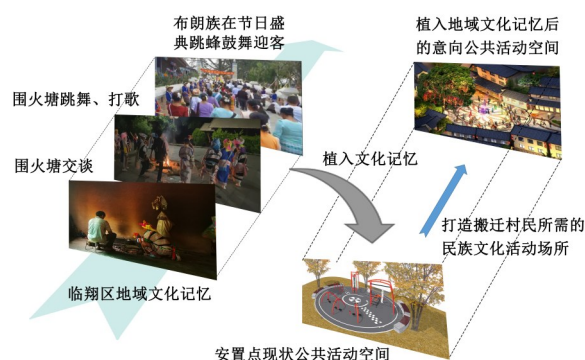 布朗族在节日盛
典跳蜂鼓舞迎客
植入地域文化记忆后
的意向公共活动空间
围火塘跳舞、打歌
围火塘交谈
植入文化记忆
打造搬迁村民所需的
民族文化活动场所
临翔区地域文化记忆
安置点现状公共活动空间